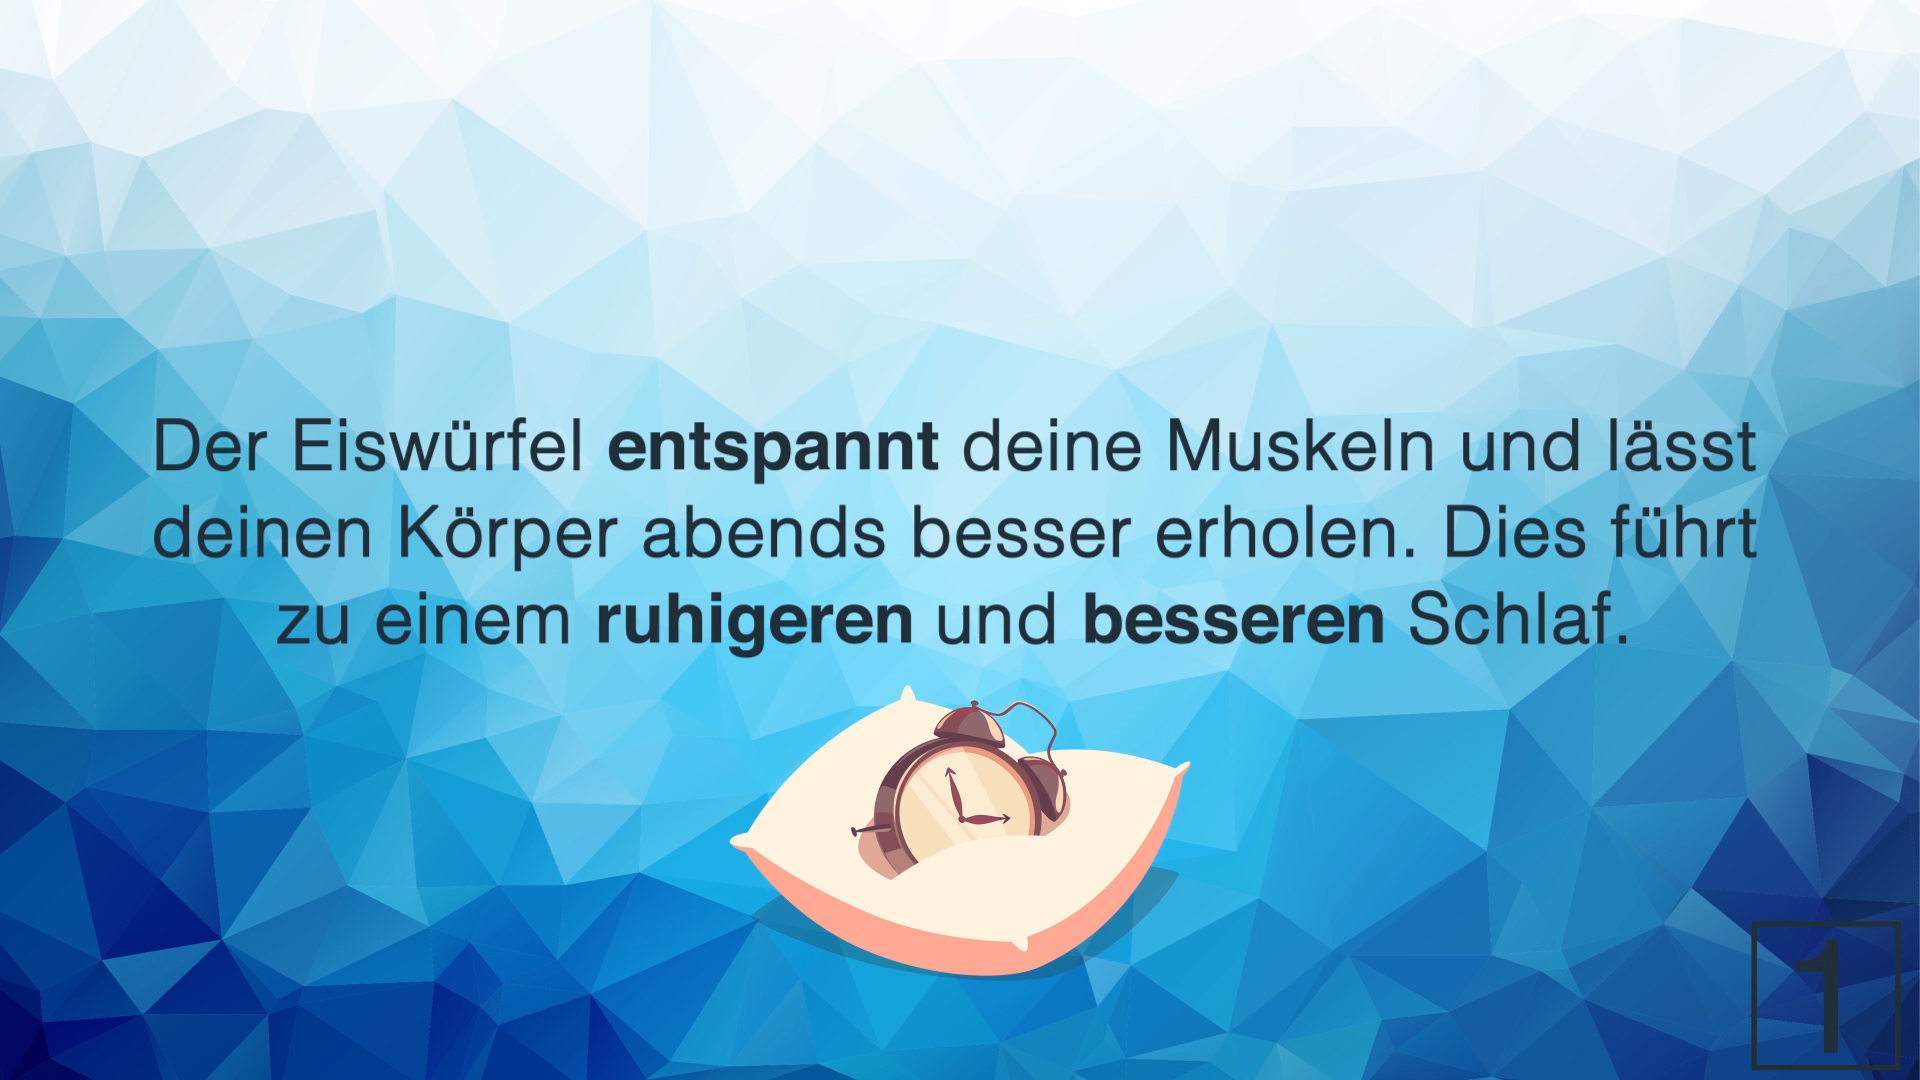 Der Eiswürfel entspannt deine Muskeln und lässt
deinen Körper abends besser erholen. Dies führt
zu einem ruhigeren und besseren Schlaf.
1